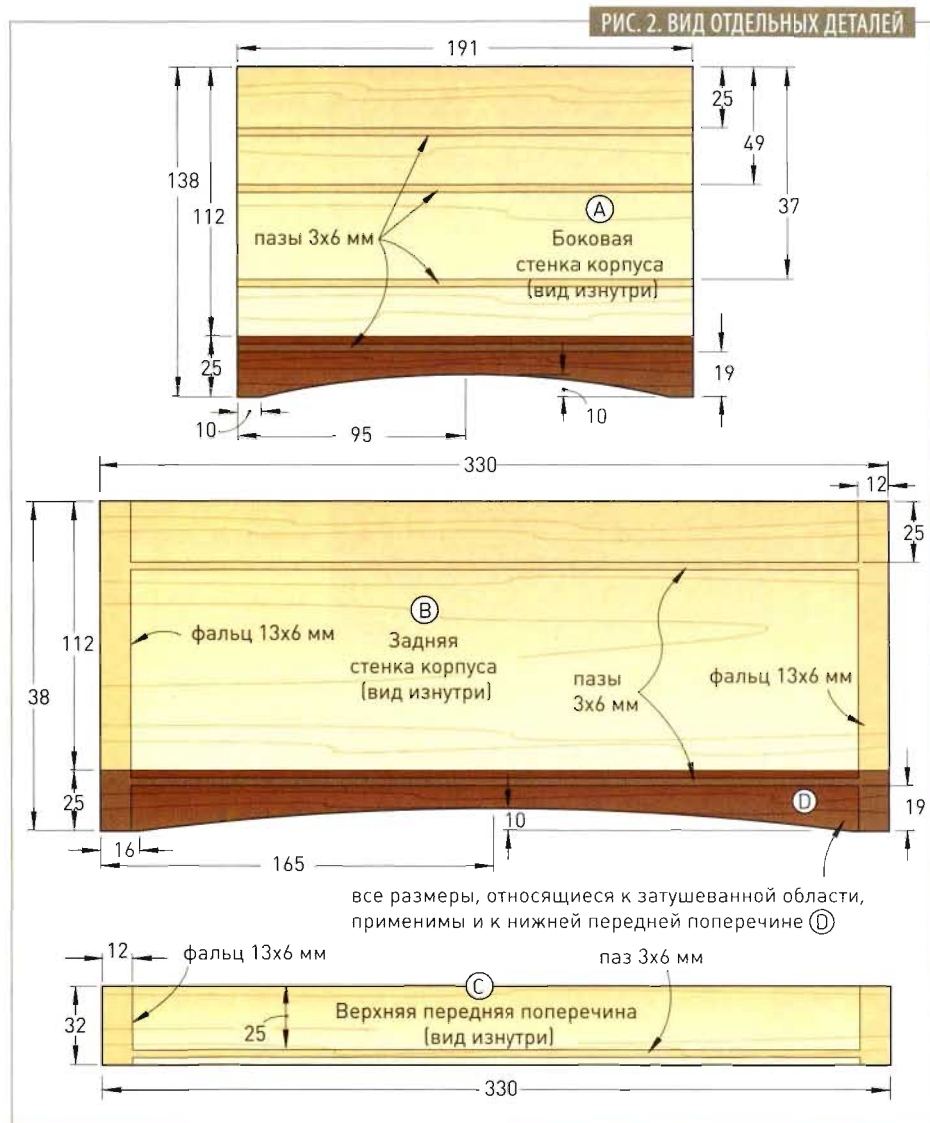 РИС. 2. ВИД ОТДЕЛЬНЫХ ДЕТАЛЕЙ
191
25
49
138
112
37
пазы 3x6 мм
A
Боковая
стенка корпуса
(вид изнутри)
25
19
10
10
95
330
12
25
B
112
фальц 13x6 мм
Задняя
стенка корпуса
(вид изнутри)
пазы
3x6 мм
фальц 13x6 мм
38
25
D
10
19
16
165
все размеры, относящиеся к затушеванной области,
применимы и к нижней передней поперечине D
12
фальц 13x6 мм
паз 3x6 мм
C
32
25
Верхняя передняя поперечина
(вид изнутри)
330